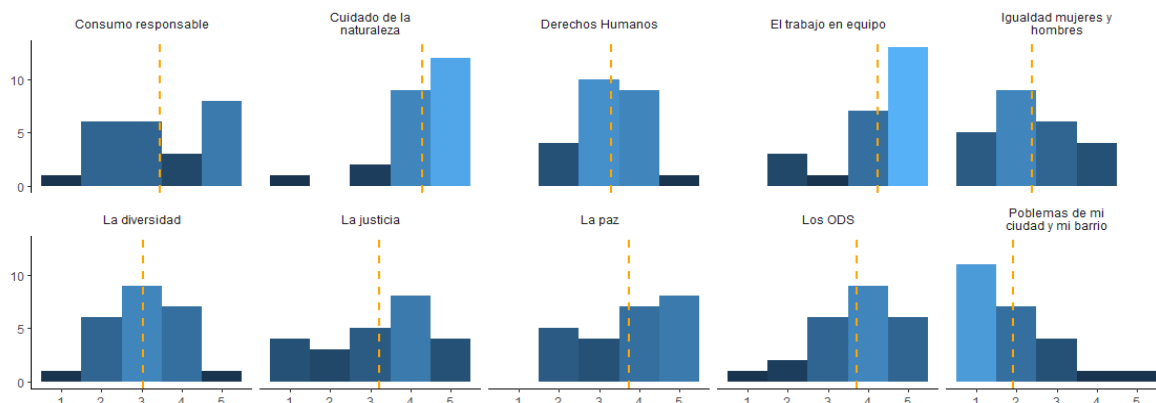 Consumo responsable
Cuidado de la
naturaleza
Derechos Humanos
El trabajo en equipo
Igualdad mujeres y
hombres
10
5
0
La diversidad
La justicia
La paz
Los ODS
Problemas de mi
ciudad y mi barrio
10
5
0
1 2 3 4 5 1 2 3 4 5 1 2 3 4 5 1 2 3 4 5 1 2 3 4 5